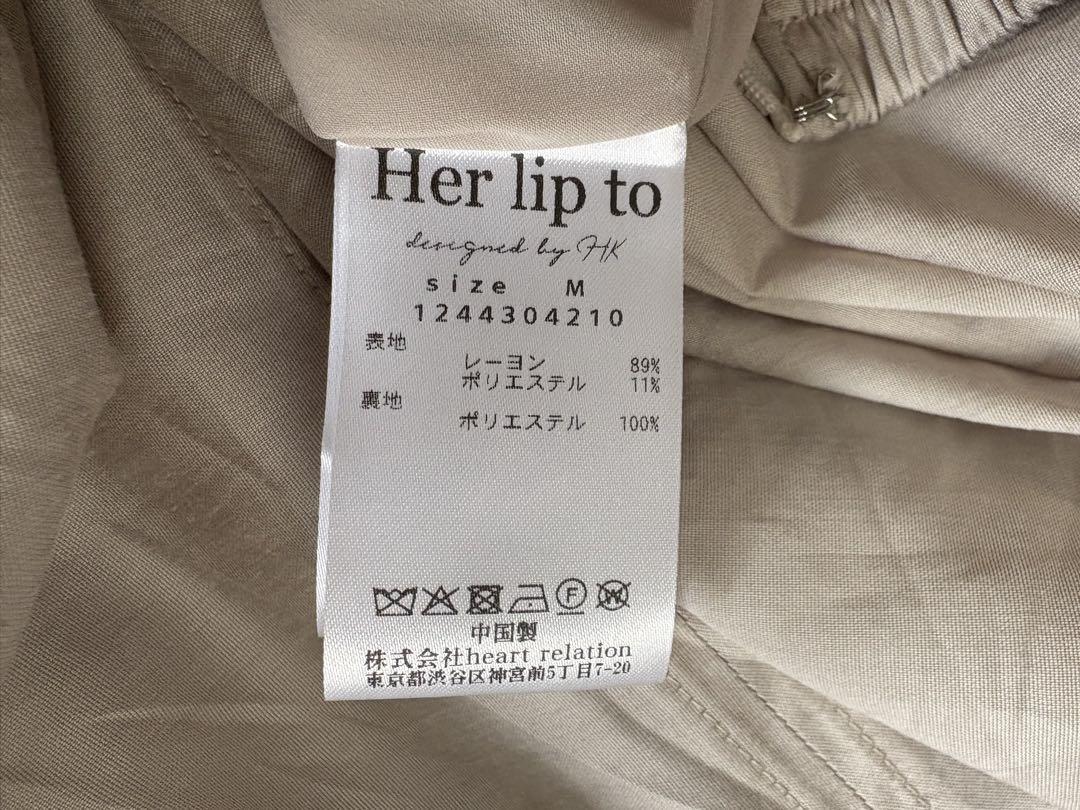 Her lip to
designed by HK
size M
1244304210
表地
レーヨン 89%
ポリエステル 11%
裏地
ポリエステル 100%
F W
中国製
株式会社heart relation
東京都渋谷区神宮前5丁目7-20